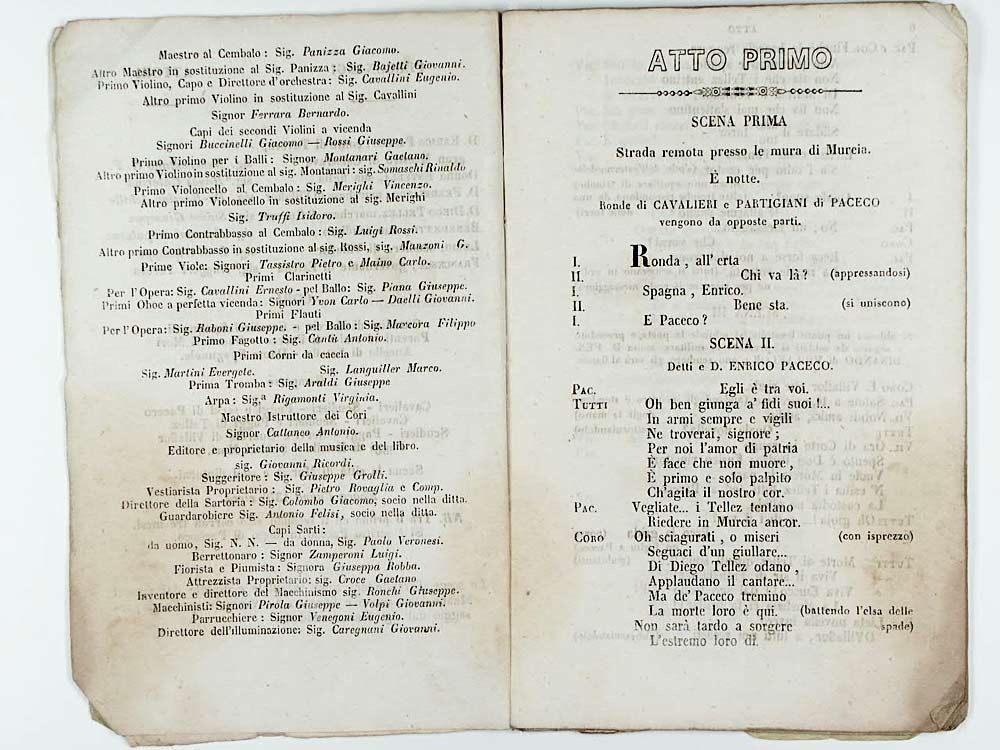 Maestro al Cembalo : Sig. Panizza Giacomo.
Altro Maestro in sostituzione al Sig. Panizza : Sig. Bajetti Giovanni.
Primo Violino, Capo e Direttore d'orchestra: Sig. Cavallini Eugenio.
Altro primo Violino in sostituzione al Sig. Cavallini
Signor Ferrara Bernardo.
Capi dei secondi Violini a vicenda
Signori Buccinelli Giacomo — Rossi Giuseppe.
Primo Violino per i Balli : Signor Montanari Gaetano.
Altro primo Violino in sostituzione al sig. Montanari : sig. Somaschi Rinaldo
Primo Violoncello al Cembalo : Sig. Merighi Vincenzo.
Altro primo Violoncello in sostituzione al sig. Merighi
Sig. Truffi Isidoro.
Primo Contrabbasso al Cembalo : Sig. Luigi Rossi.
Altro primo Contrabbasso in sostituzione al sig. Rossi, sig. Manzoni G.
Prime Viole: Signori Tassistro Pietro e Maino Carlo.
Primi Clarinetti
Per l'Opera: Sig. Cavallini Ernesto - pel Ballo: Sig. Piana Giuseppe.
Primi Oboe a perfetta vicenda: Signori Yvon Carlo — Daelli Giovanni.
Primi Flauti
Per l'Opera: Sig. Raboni Giuseppe. - pel Ballo : Sig. Marcora Filippo
Primo Fagotto : Sig. Cantù Antonio.
Primi Corni da caccia
Sig. Martini Evergete. Sig. Languiller Marco.
Prima Tromba : Sig. Araldi Giuseppe
Arpa : Sig.ª Rigamonti Virginia.
Maestro Istruttore dei Cori
Signor Cattaneo Antonio.
Editore e proprietario della musica e del libro.
sig. Giovanni Ricordi.
Suggeritore : Sig. Giuseppe Grolli.
Vestiarista Proprietario : Sig. Pietro Rovaglia e Comp.
Direttore della Sartoria : Sig. Colombo Giacomo, socio nella ditta.
Guardarobiere Sig. Antonio Felisi, socio nella ditta.
Capi Sarti :
da uomo, Sig. N. N. — da donna, Sig. Paolo Veronesi.
Berrettonaro : Signor Zamperoni Luigi.
Fiorista e Piumista : Signora Giuseppa Robba.
Attrezzista Proprietario: sig. Croce Gaetano
Inventore e direttore del Macchinismo sig. Ronchi Giuseppe.
Macchinisti: Signori Pirola Giuseppe — Volpi Giovanni.
Parrucchiere : Signor Venegoni Eugenio.
Direttore dell'illuminazione: Sig. Caregnani Giovanni.
ATTO PRIMO
SCENA PRIMA
Strada remota presso le mura di Murcia.
È notte.
Ronde di CAVALIERI e PARTIGIANI di PACECO
vengono da opposte parti.
I. Ronda, all'erta
II. Chi va là? (appressandosi)
I. Spagna, Enrico.
II. Bene sta. (si uniscono)
I. E Paceco?
SCENA II.
Detti e D. ENRICO PACECO.
PAC. Egli è tra voi.
TUTTI Oh ben giunga a' fidi suoi!..
In armi sempre e vigili
Ne troverai, signore ;
Per noi l'amor di patria
È face che non muore,
È primo e solo palpito
Ch'agita il nostro cor.
PAC. Vegliate... i Tellez tentano
Riedere in Murcia ancor.
CORO Oh sciagurati, o miseri (con isprezzo)
Seguaci d'un giullare...
Di Diego Tellez odano,
Applaudano il cantare...
Ma de' Paceco tremino
La morte loro è qui. (battendo l'elsa delle
Non sarà tardo a sorgere spade)
L'estremo loro dì.